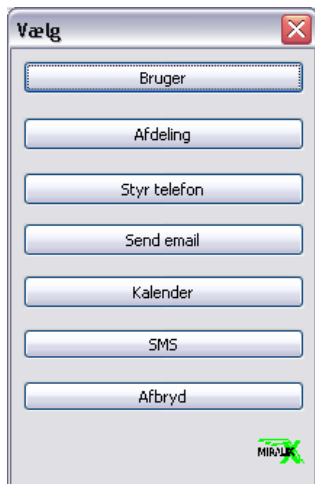 Vælg
Bruger
Afdeling
Styr telefon
Send email
Kalender
SMS
Afbryd
MIRALIX